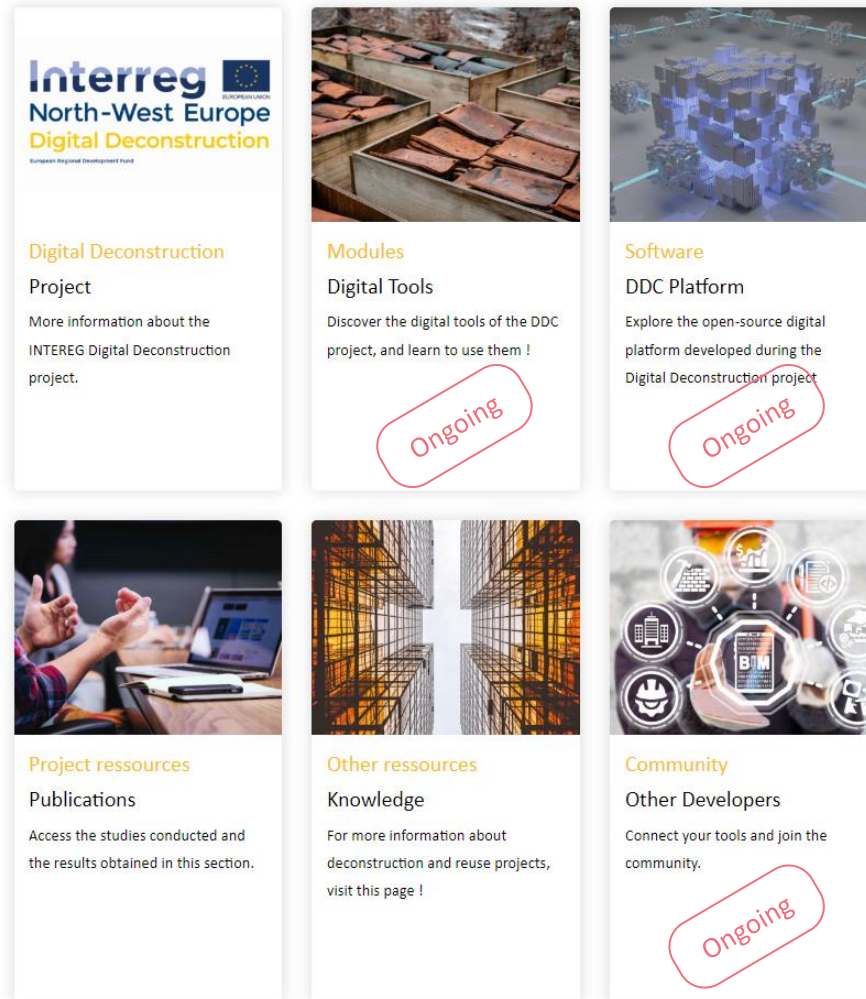 Interreg
EUROPEAN UNION
North-West Europe
Digital Deconstruction
European Regional Development Fund
Digital Deconstruction
Project
More information about the
INTEREG Digital Deconstruction
project.
Modules
Digital Tools
Discover the digital tools of the DDC
project, and learn to use them !
Ongoing
Software
DDC Platform
Explore the open-source digital
platform developed during the
Digital Deconstruction project
Ongoing
Project ressources
Publications
Access the studies conducted and
the results obtained in this section.
Other ressources
Knowledge
For more information about
deconstruction and reuse projects,
visit this page !
BIM
Community
Other Developers
Connect your tools and join the
community.
Ongoing